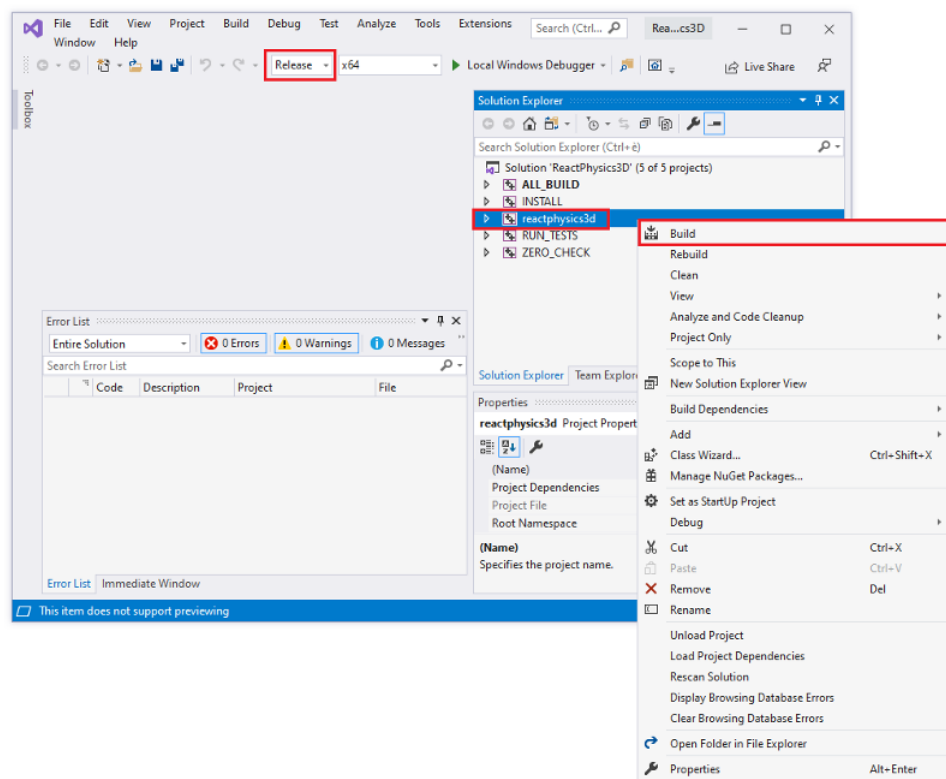 File Edit View Project Build Debug Test Analyze Tools Extensions Search (Ctrl... Rea...cs3D
Window Help
Release x64 Local Windows Debugger Live Share
Toolbox
Solution Explorer
Search Solution Explorer (Ctrl+è)
Solution 'ReactPhysics3D' (5 of 5 projects)
ALL_BUILD
INSTALL
reactphysics3d
RUN_TESTS
ZERO_CHECK
Build
Rebuild
Clean
View
Analyze and Code Cleanup
Project Only
Scope to This
New Solution Explorer View
Build Dependencies
Add
Class Wizard... Ctrl+Shift+X
Manage NuGet Packages...
Set as StartUp Project
Debug
Cut Ctrl+X
Paste Ctrl+V
Remove Del
Rename
Unload Project
Load Project Dependencies
Rescan Solution
Display Browsing Database Errors
Clear Browsing Database Errors
Open Folder in File Explorer
Properties Alt+Enter
Error List
Entire Solution 0 Errors 0 Warnings 0 Messages
Search Error List
Code Description Project File
Error List Immediate Window
Solution Explorer Team Explor
Properties
reactphysics3d Project Propert
(Name)
Project Dependencies
Project File
Root Namespace
(Name)
Specifies the project name.
This item does not support previewing